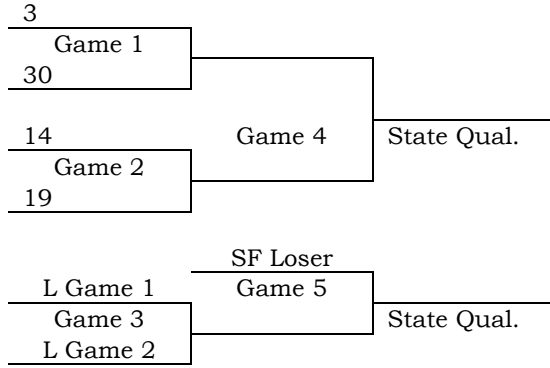 3
Game 1
30
14
Game 4
State Qual.
Game 2
19
SF Loser
L Game 1
Game 5
Game 3
State Qual.
L Game 2